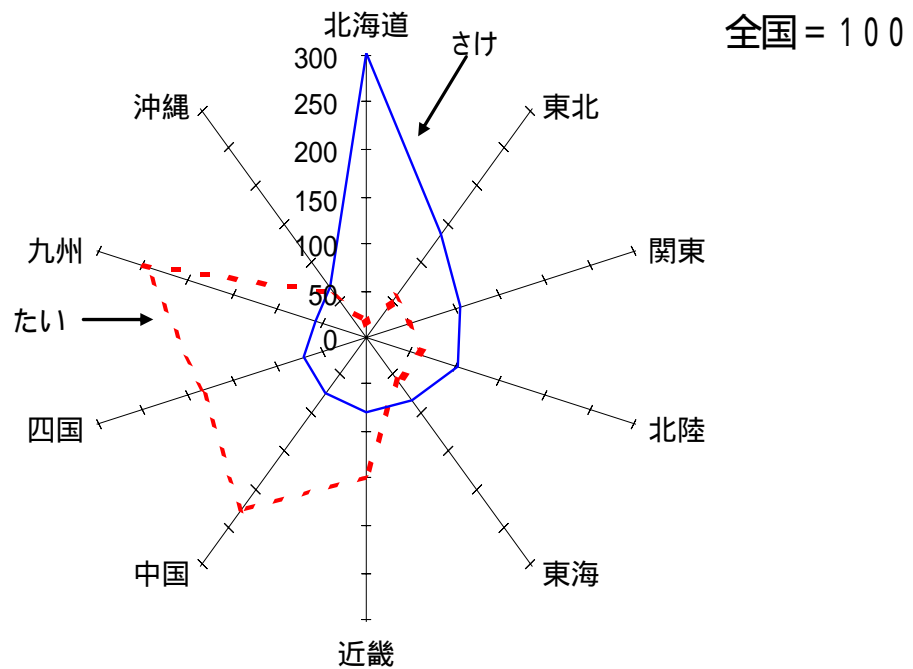 北海道
全国＝１００
さけ
300
250
200
150
100
50
0
東北
関東
北陸
東海
近畿
中国
四国
たい
九州
沖縄